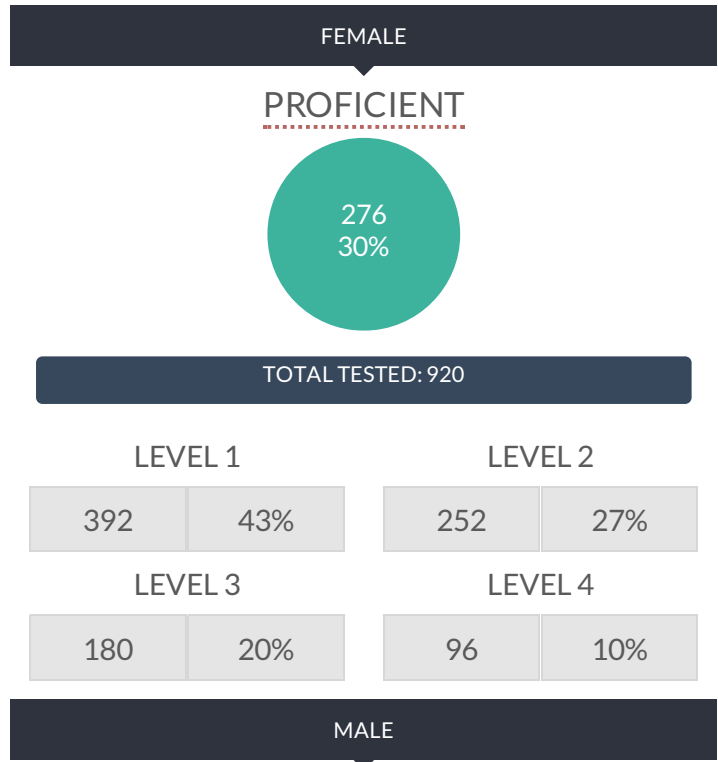 FEMALE
PROFICIENT
276
30%
TOTAL TESTED: 920
LEVEL 1 LEVEL 2
392 43% 252 27%
LEVEL 3 LEVEL 4
180 20% 96 10%
MALE